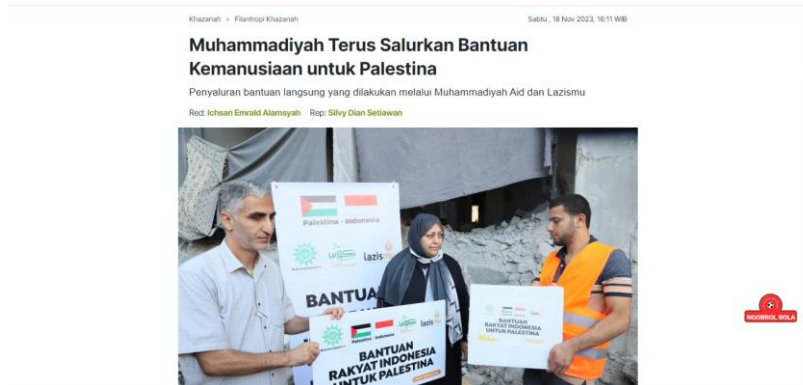 Khazanah > Filantropi Khazanah
Sabtu , 18 Nov 2023, 16:11 WIB
Muhammadiyah Terus Salurkan Bantuan
Kemanusiaan untuk Palestina
Penyaluran bantuan langsung yang dilakukan melalui Muhammadiyah Aid dan Lazismu
Red: Ichsan Emrald Alamsyah Rep: Silvy Dian Setiawan
Palestina - indonesia
lazis
BANTUA
Palestina - Indonesia
lazis
BANTUAN
RAKYAT INDONESIA
UNTUK PALESTINA
BANTUAN
RAKYAT INDONESIA
UNTUK PALESTINA
NGOBROL BOLA